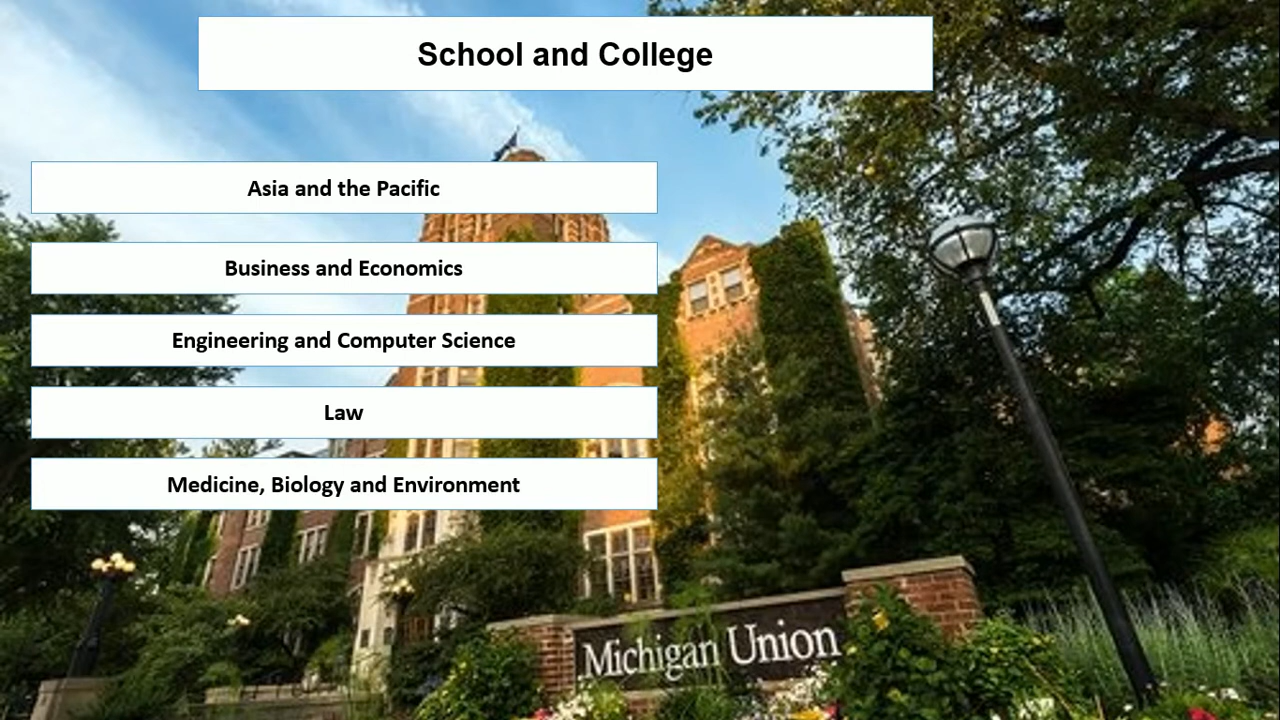 School and College
Asia and the Pacific
Business and Economics
Engineering and Computer Science
Law
Medicine, Biology and Environment
Michigan Union